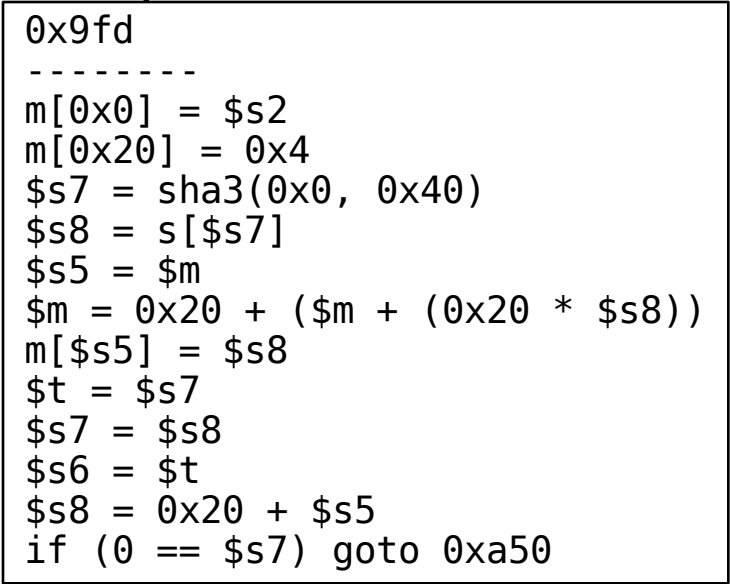 0x9fd
--------
m[0x0] = $s2
m[0x20] = 0x4
$s7 = sha3(0x0, 0x40)
$s8 = s[$s7]
$s5 = $m
$m = 0x20 + ($m + (0x20 * $s8))
m[$s5] = $s8
$t = $s7
$s7 = $s8
$s6 = $t
$s8 = 0x20 + $s5
if (0 == $s7) goto 0xa50